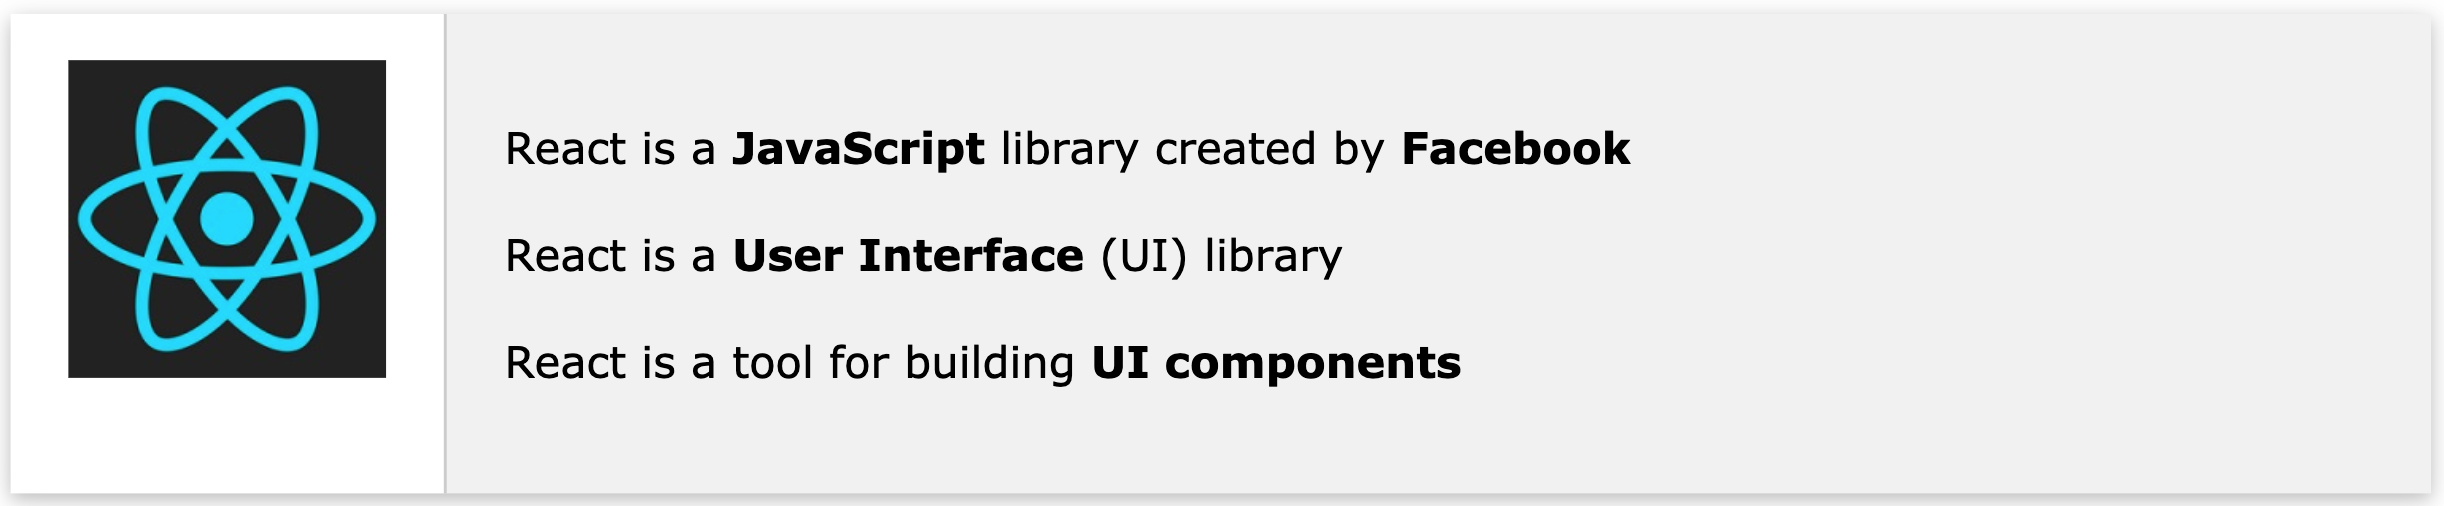 React is a JavaScript library created by Facebook
React is a User Interface (UI) library
React is a tool for building UI components